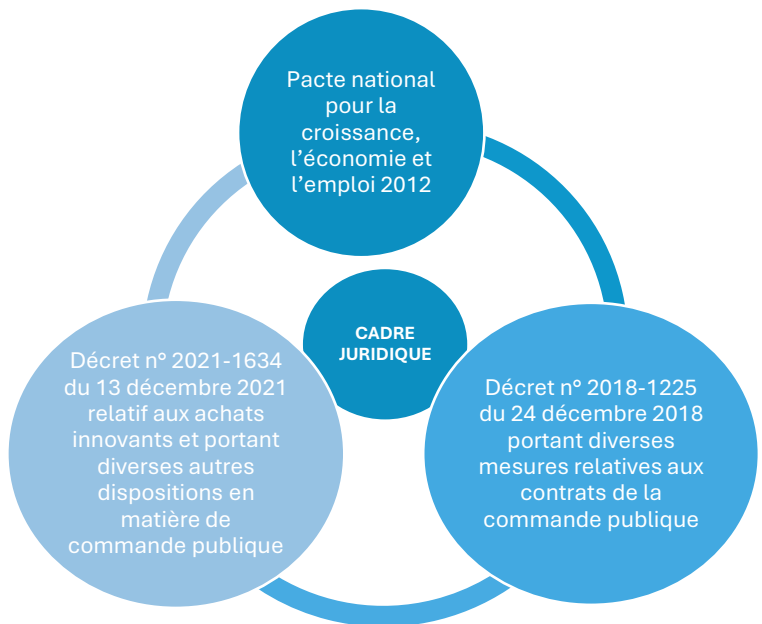 Pacte national
pour la
croissance,
l’économie et
l’emploi 2012
CADRE
JURIDIQUE
Décret n° 2021-1634
du 13 décembre 2021
relatif aux achats
innovants et portant
diverses autres
dispositions en
matière de
commande publique
Décret n° 2018-1225
du 24 décembre 2018
portant diverses
mesures relatives aux
contrats de la
commande publique